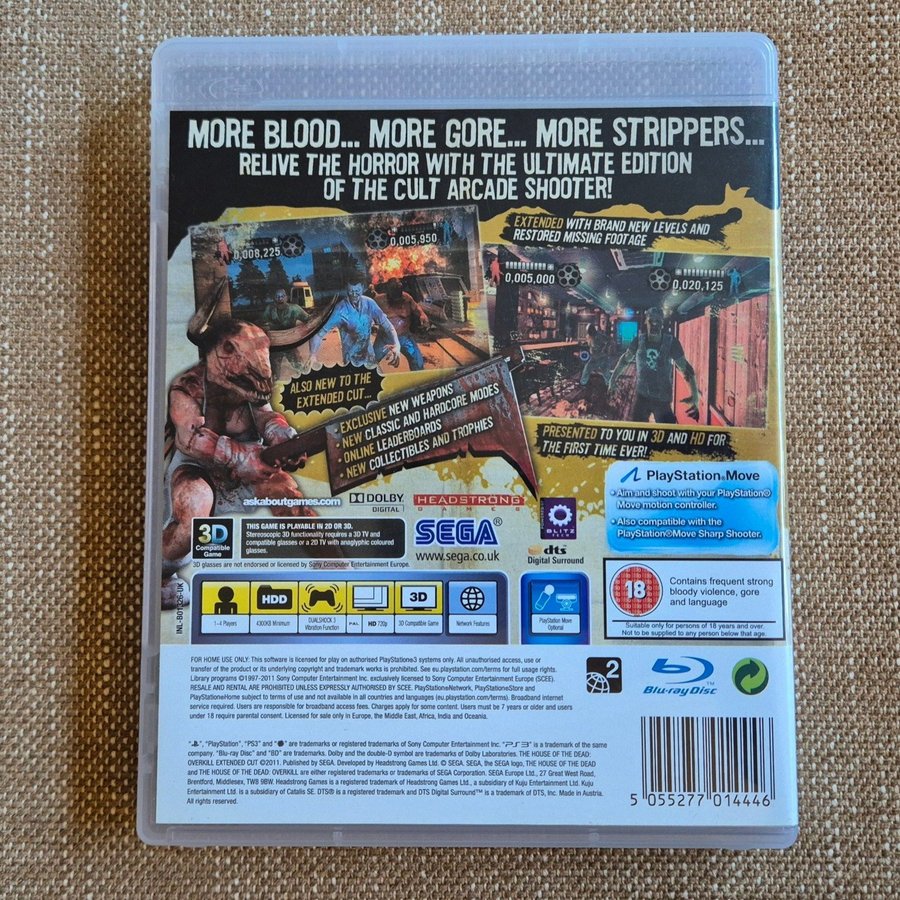 MORE BLOOD... MORE GORE... MORE STRIPPERS...
RELIVE THE HORROR WITH THE ULTIMATE EDITION
OF THE CULT ARCADE SHOOTER!
0,008,225
0,005,950
EXTENDED WITH BRAND NEW LEVELS AND
RESTORED MISSING FOOTAGE
0,005,000
0,020,125
ALSO NEW TO THE
EXTENDED CUT...
• EXCLUSIVE NEW WEAPONS
• NEW CLASSIC AND HARDCORE MODES
• ONLINE LEADERBOARDS
• NEW COLLECTIBLES AND TROPHIES
PRESENTED TO YOU IN 3D AND HD FOR
THE FIRST TIME EVER!
PlayStation®Move
• Aim and shoot with your PlayStation®
Move motion controller.
• Also compatible with the
PlayStation®Move Sharp Shooter.
askaboutgames.com
DOLBY
DIGITAL
HEADSTRONG
GAMES
SEGA®
www.sega.co.uk
BLITZ
TECH
dts
Digital Surround
3D
Compatible
Game
THIS GAME IS PLAYABLE IN 2D OR 3D.
Stereoscopic 3D functionality requires a 3D TV and
compatible glasses or a 2D TV with anaglyphic coloured
glasses.
3D glasses are not endorsed or licensed by Sony Computer Entertainment Europe.
18
Contains frequent strong
bloody violence, gore
and language
Suitable only for persons of 18 years and over.
Not to be supplied to any person below that age.
1–4 Players
HDD
4300KB Minimum
DUALSHOCK 3
Vibration Function
PAL
HD 720p
3D
3D Compatible Game
Network Features
PlayStation Move
Optional
FOR HOME USE ONLY: This software is licensed for play on authorised PlayStation®3 systems only. All unauthorised access, use or
transfer of the product or its underlying copyright and trademark works is prohibited. See eu.playstation.com/terms for full usage rights.
Library programs ©1997-2011 Sony Computer Entertainment Inc. exclusively licensed to Sony Computer Entertainment Europe (SCEE).
RESALE AND RENTAL ARE PROHIBITED UNLESS EXPRESSLY AUTHORISED BY SCEE. PlayStation®Network, PlayStation®Store and
PlayStation®Home subject to terms of use and not available in all countries and languages (eu.playstation.com/terms). Broadband internet
service required. Users are responsible for broadband access fees. Charges apply for some content. Users must be 7 years or older and users
under 18 require parental consent. Licensed for sale only in Europe, the Middle East, Africa, India and Oceania.
2
Blu-ray Disc™
", "PlayStation", "PS3" and " " are trademarks or registered trademarks of Sony Computer Entertainment Inc. "PS3" is a trademark of the same
company. "Blu-ray Disc" and "BD" are trademarks. Dolby and the double-D symbol are trademarks of Dolby Laboratories. THE HOUSE OF THE DEAD:
OVERKILL EXTENDED CUT ©2011. Published by SEGA. Developed by Headstrong Games Ltd. © SEGA. SEGA, the SEGA logo, THE HOUSE OF THE DEAD
and THE HOUSE OF THE DEAD: OVERKILL are either registered trademarks or trademarks of SEGA Corporation. SEGA Europe Ltd., 27 Great West Road,
Brentford, Middlesex, TW8 9BW. Headstrong Games is a registered trademark of Headstrong Games Ltd., a subsidiary of Kuju Entertainment Ltd. Kuju
Entertainment Ltd. is a subsidiary of Catalis SE. DTS® is a registered trademark and DTS Digital Surround™ is a trademark of DTS, Inc. Made in Austria.
All rights reserved.
5 055277 014446